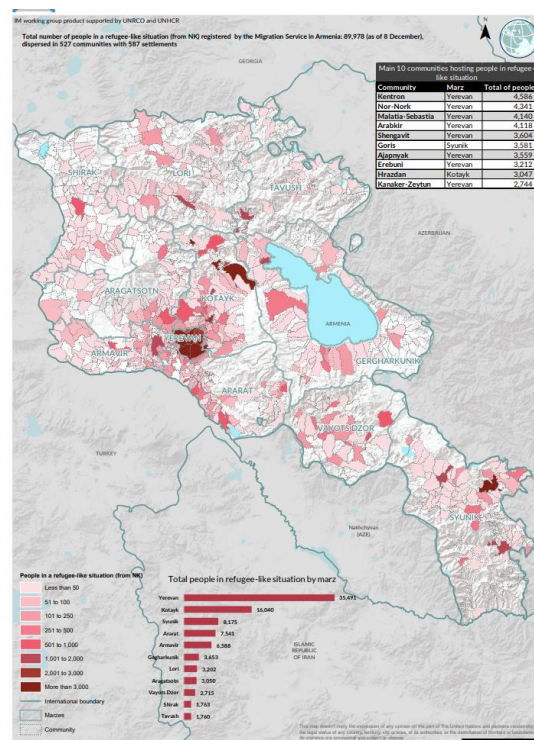 IM working group product supported by UNRCO and UNHCR
Total number of people in a refugee-like situation (from NK) registered by the Migration Service in Armenia: 89,978 (as of 8 December),
dispersed in 527 communities with 587 settlements
N
GEORGIA
Main 10 communities hosting people in refugee-
like situation
Community Marz Total of people
Kentron Yerevan 4,586
Nor-Nork Yerevan 4,341
Malatia-Sebastia Yerevan 4,140
Arabkir Yerevan 4,118
Shengavit Yerevan 3,604
Goris Syunik 3,581
Ajapnyak Yerevan 3,559
Erebuni Yerevan 3,212
Hrazdan Kotayk 3,047
Kanaker-Zeytun Yerevan 2,744
SHIRAK
LORI
TAVUSH
AZERBAIJAN
ARAGATSOTN
KOTAYK
ARMENIA
YEREVAN
ARMAVIR
GERGHARKUNIK
ARARAT
VAYOTS DZOR
TURKEY
SYUNIK
Nakhchyvan
(AZE)
People in a refugee-like situation (from NK)
Less than 50
51 to 100
101 to 250
251 to 500
501 to 1,000
1,001 to 2,000
2,001 to 3,000
More than 3,000
International boundary
Marzes
Community
Total people in refugee-like situation by marz
Yerevan 35,491
Kotayk 16,040
Syunik 8,175
Ararat 7,541
Armavir 6,588
Gegharkunik 3,653
Lori 3,202
Aragatsotn 3,050
Vayots Dzor 2,715
Shirak 1,763
Tavush 1,760
ISLAMIC
REPUBLIC
OF IRAN